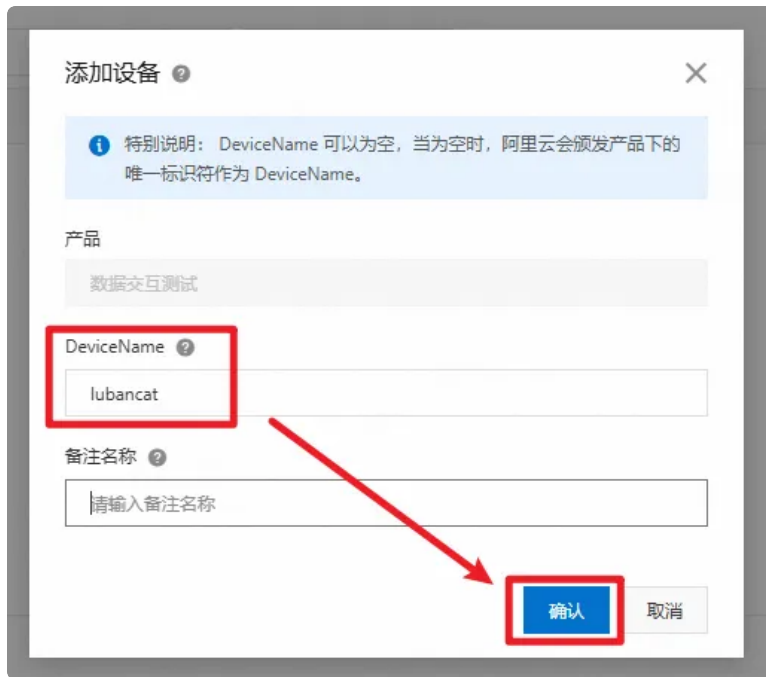 添加设备
特别说明： DeviceName 可以为空，当为空时，阿里云会颁发产品下的
唯一标识符作为 DeviceName。
产品
数据交互测试
DeviceName
lubancat
备注名称
请输入备注名称
确认 取消